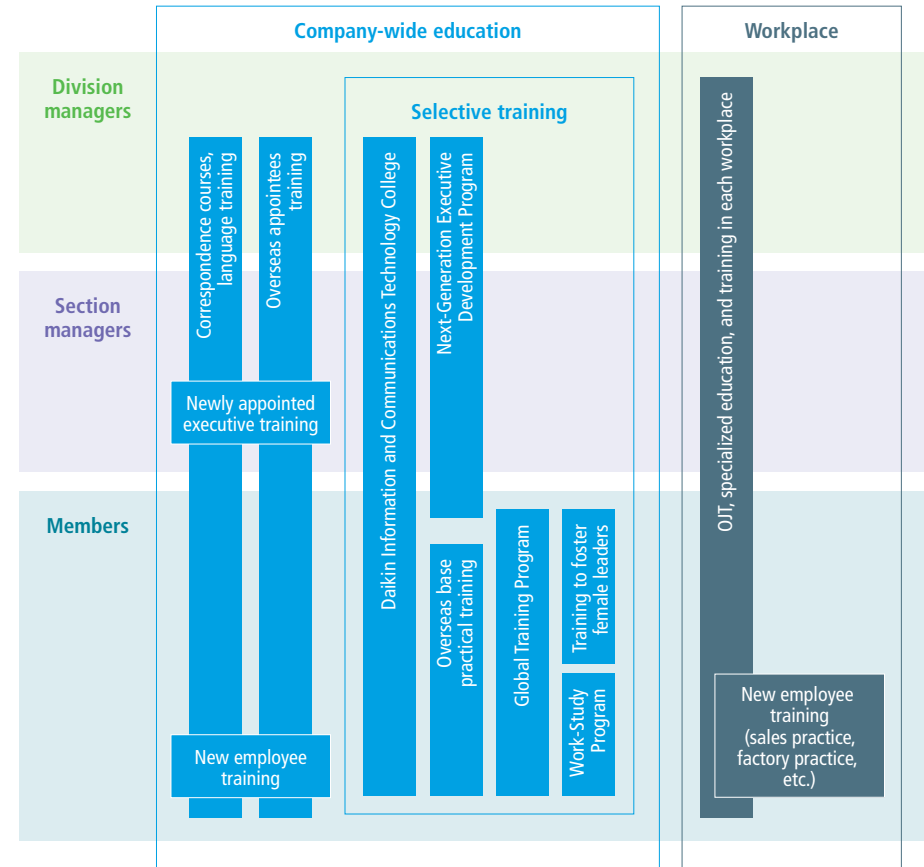 Company-wide education
Workplace
Division
managers
Selective training
Correspondence courses,
language training
Overseas appointees
training
Daikin Information and Communications Technology College
Next-Generation Executive
Development Program
OJT, specialized education, and training in each workplace
Section
managers
Newly appointed
executive training
Members
Overseas base
practical training
Global Training Program
Training to foster
female leaders
Work-Study
Program
New employee
training
New employee
training
(sales practice,
factory practice,
etc.)